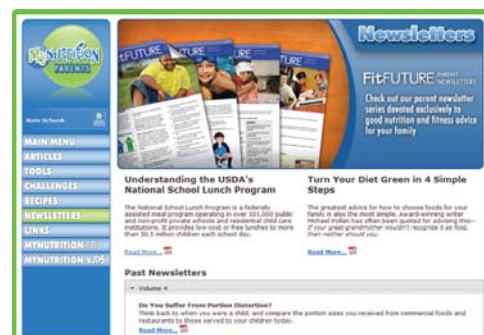 MyNutrition
PARENTS
MAIN MENU
ARTICLES
TOOLS
CHALLENGES
RECIPES
NEWSLETTERS
LINKS
MYNUTRITION
MYNUTRITION KIDS!
Newsletters
FITFUTURE PARENT NEWSLETTERS
Check out our parent newsletter
series devoted exclusively to
good nutrition and fitness advice
for your family
Understanding the USDA's
National School Lunch Program
The National School Lunch Program is a federally
assisted meal program operating in over 101,000 public
and non-profit private schools and residential child care
institutions. It provides low-cost or free lunches to more
than 30.5 million children each school day.
Read More...
Turn Your Diet Green in 4 Simple
Steps
The greatest advice for how to choose foods for your
family is also the most simple. Award-winning writer
Michael Pollan has often been quoted for advising this--
if your great-grandmother wouldn't recognize it as food,
then neither should you.
Read More...
Past Newsletters
Volume 4
Do You Suffer From Portion Distortion?
Think back to when you were a child, and compare the portion sizes you received from commercial foods and
restaurants to those served to your children today.
Read More...